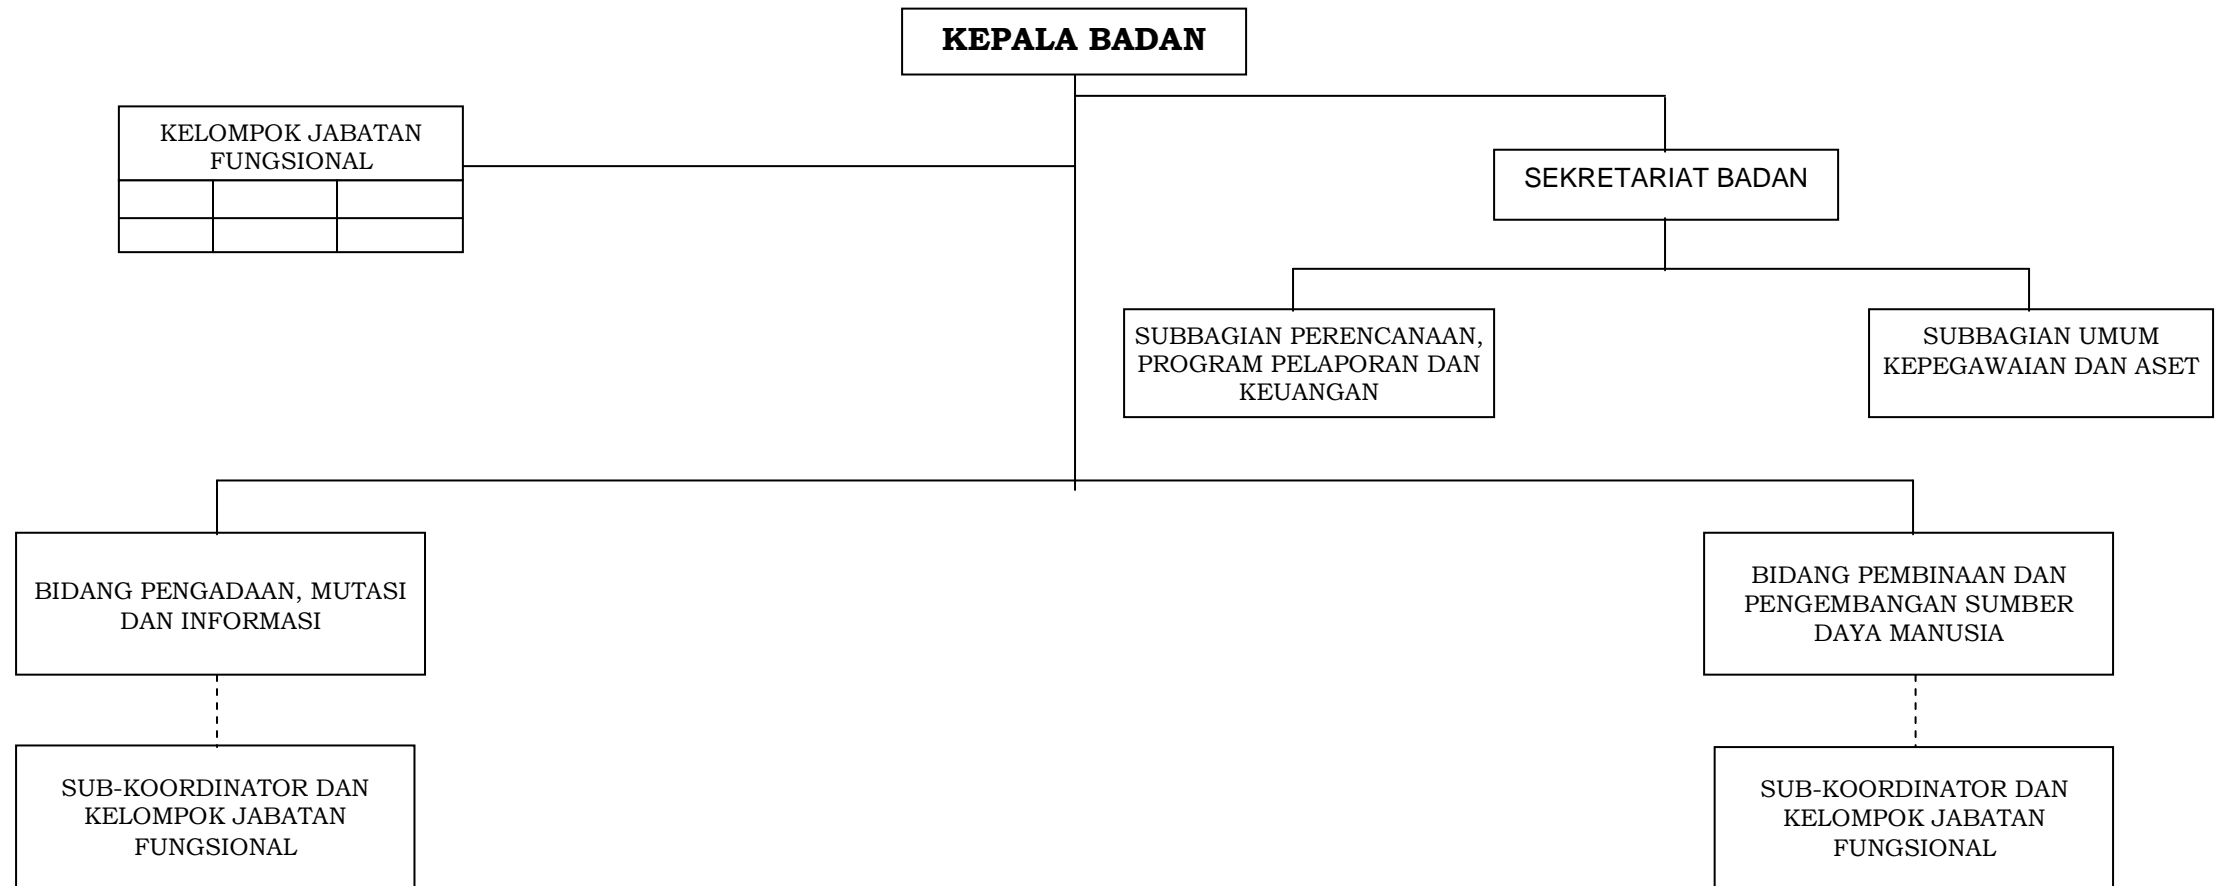 KEPALA BADAN
KELOMPOK JABATAN
FUNGSIONAL
SEKRETARIAT BADAN
SUBBAGIAN PERENCANAAN,
PROGRAM PELAPORAN DAN
KEUANGAN
SUBBAGIAN UMUM
KEPEGAWAIAN DAN ASET
BIDANG PENGADAAN, MUTASI
DAN INFORMASI
BIDANG PEMBINAAN DAN
PENGEMBANGAN SUMBER
DAYA MANUSIA
SUB-KOORDINATOR DAN
KELOMPOK JABATAN
FUNGSIONAL
SUB-KOORDINATOR DAN
KELOMPOK JABATAN
FUNGSIONAL